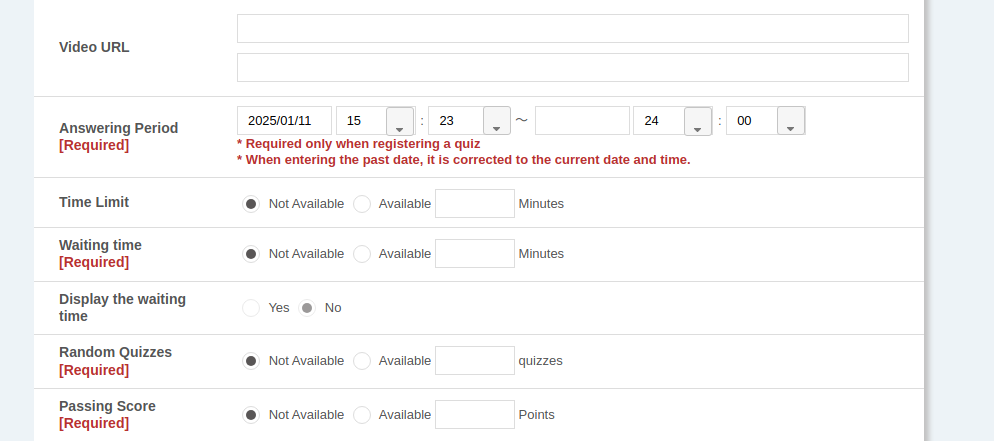 Video URL
Answering Period
[Required]
2025/01/11 15 : 23 ～ 24 : 00
* Required only when registering a quiz
* When entering the past date, it is corrected to the current date and time.
Time Limit
Not Available Available Minutes
Waiting time
[Required]
Not Available Available Minutes
Display the waiting
time
Yes No
Random Quizzes
[Required]
Not Available Available quizzes
Passing Score
[Required]
Not Available Available Points